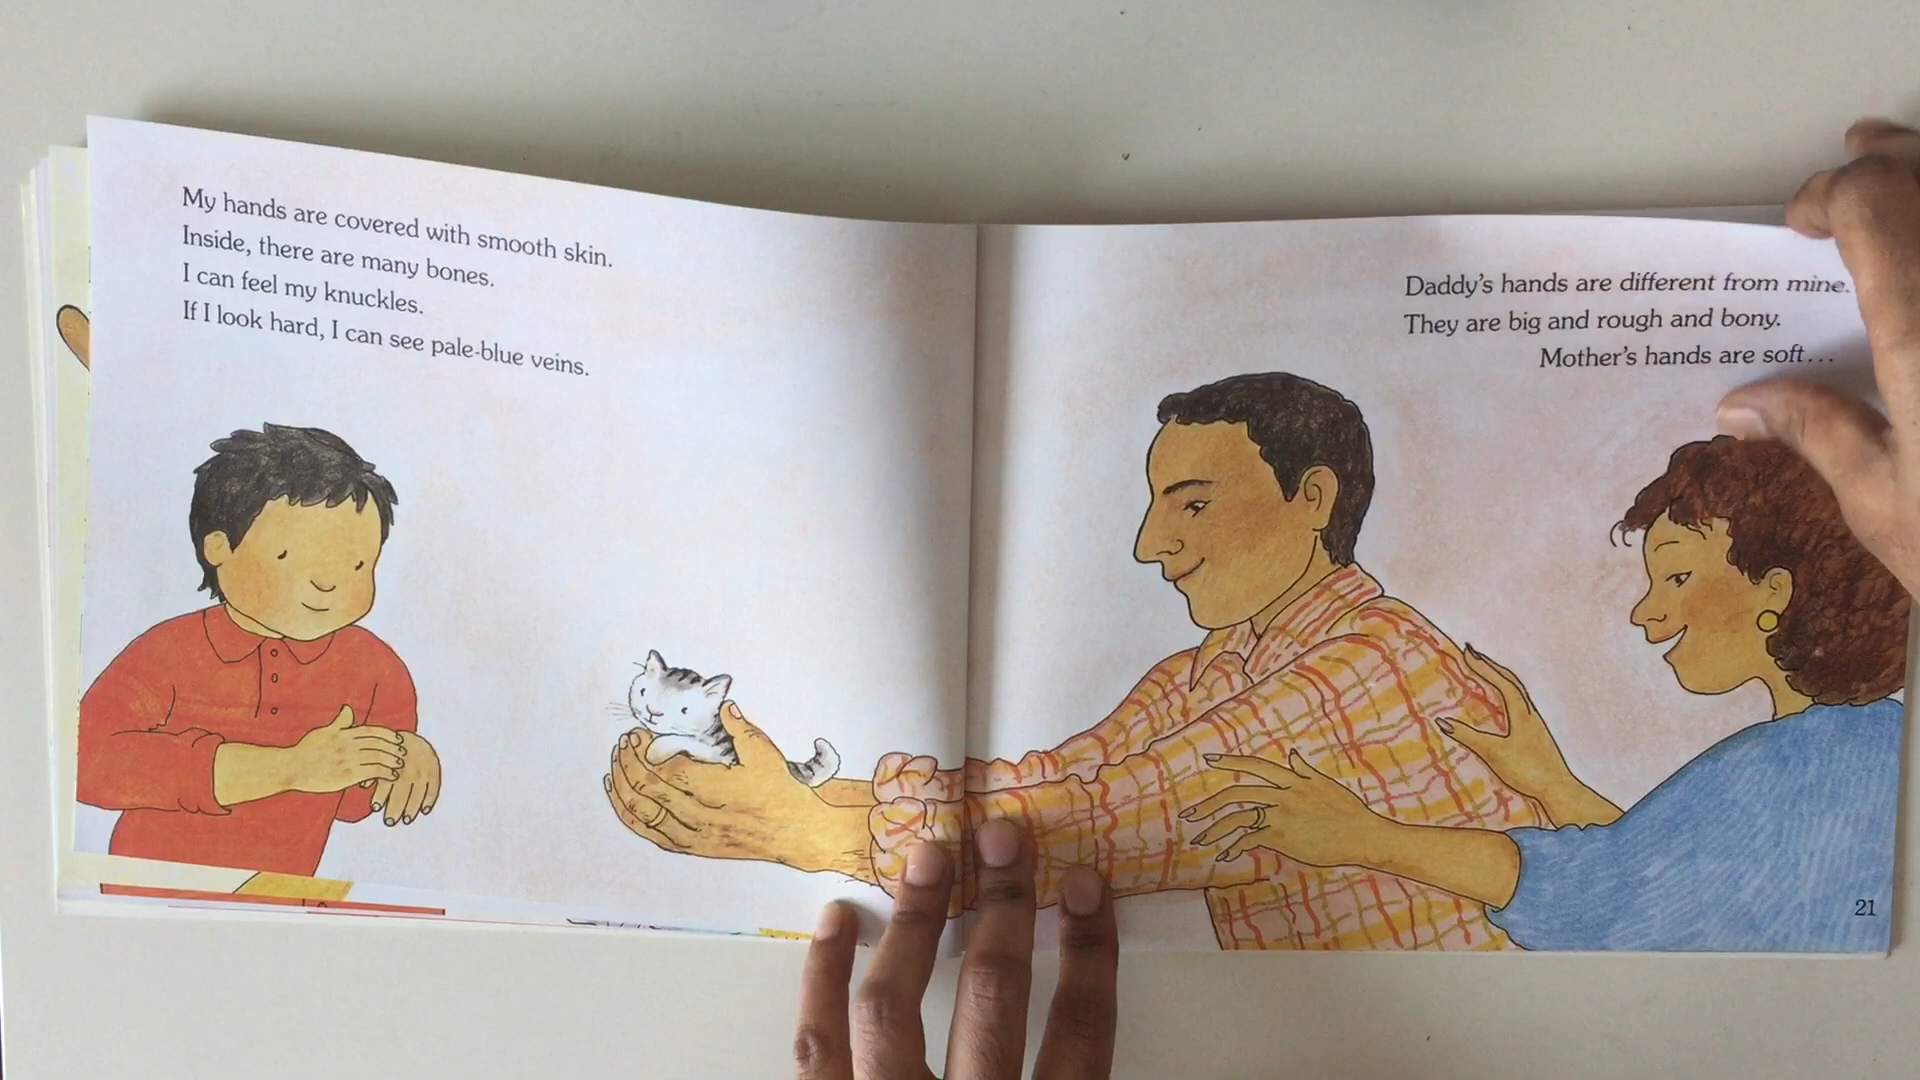 My hands are covered with smooth skin.
Inside, there are many bones.
I can feel my knuckles.
If I look hard, I can see pale-blue veins.
Daddy's hands are different from mine.
They are big and rough and bony.
Mother's hands are soft...
21